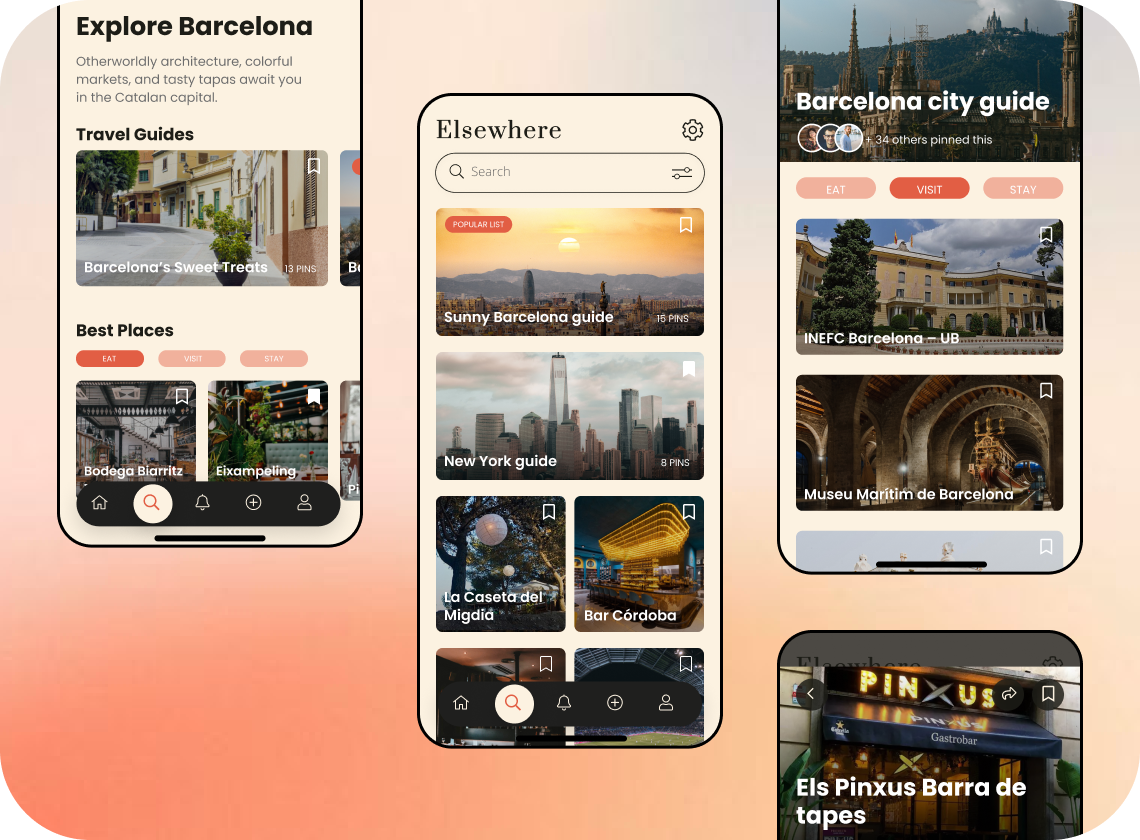 Explore Barcelona
Otherworldly architecture, colorful
markets, and tasty tapas await you
in the Catalan capital.
Travel Guides
Barcelona’s Sweet Treats
13 PINS
Best Places
EAT
VISIT
STAY
Bodega Biarritz
Eixampeling
Elsewhere
Search
POPULAR LIST
Sunny Barcelona guide
15 PINS
New York guide
8 PINS
La Caseta del
Migdia
Bar Córdoba
Barcelona city guide
+ 34 others pinned this
EAT
VISIT
STAY
INEFC Barcelona – UB
Museu Marítim de Barcelona
Elsewhere
PINXUS
PINXUS
Gastrobar
Els Pinxus Barra de
tapes